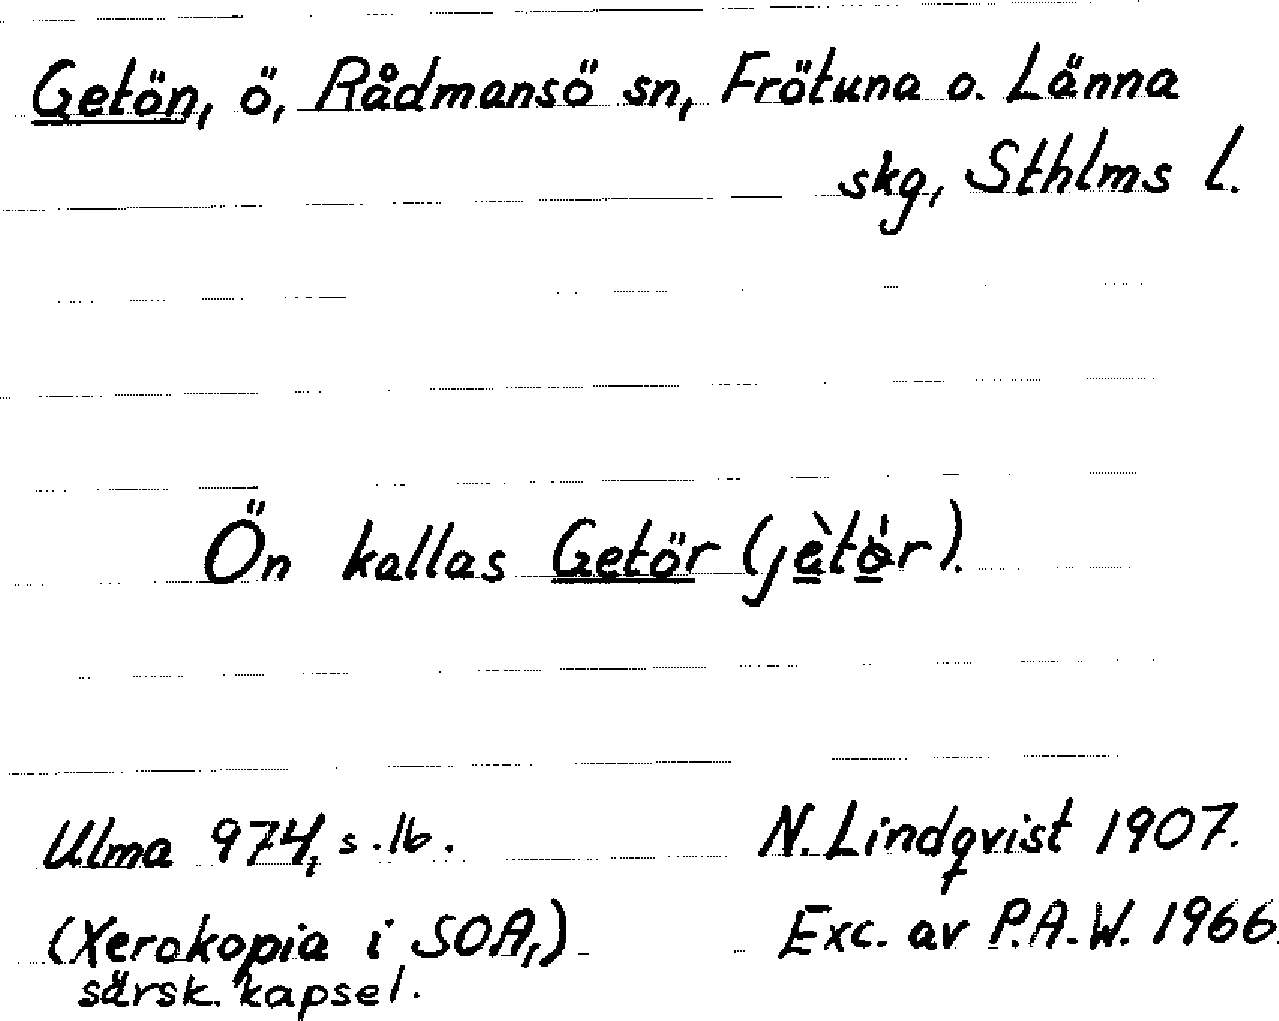 Getön, ö, Rådmansö sn, Frötuna o. Länna
skg, Sthlms l.
Ön kallas Getör (jètȧr).
Ulma 974, s. 16.
N. Lindqvist 1907.
(Xerokopia i SOA,)
särsk. kapsel.
Exc. av P.A.W. 1966.